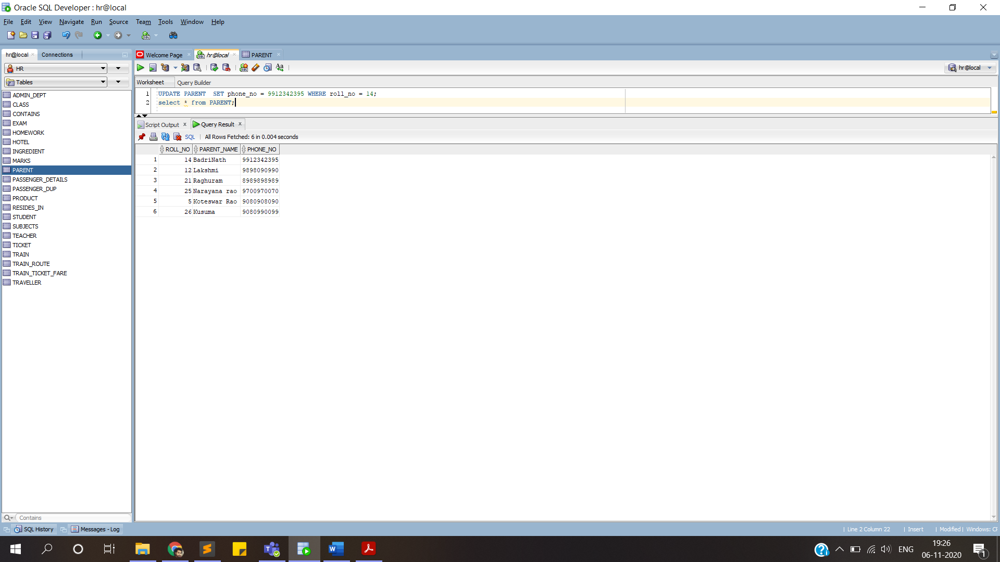 Oracle SQL Developer : hr@local
File Edit View Navigate Run Source Team Tools Window Help
hr@local Connections
Welcome Page hr@local PARENT
HR
hr@local
Tables
Worksheet Query Builder
1 UPDATE PARENT  SET phone_no = 9912342395 WHERE roll_no = 14;
2 select * from PARENT;
ADMIN_DEPT
CLASS
CONTAINS
EXAM
HOMEWORK
HOTEL
INGREDIENT
MARKS
PARENT
PASSENGER_DETAILS
PASSENGER_DUP
PRODUCT
RESIDES_IN
STUDENT
SUBJECTS
TEACHER
TICKET
TRAIN
TRAIN_ROUTE
TRAIN_TICKET_FARE
TRAVELLER
Script Output x Query Result x
SQL | All Rows Fetched: 6 in 0.004 seconds
ROLL_NO PARENT_NAME PHONE_NO
1 14 BadriNath 9912342395
2 12 Lakshmi 9898090990
3 21 Raghuram 8989898989
4 25 Narayana rao 9700970070
5 5 Koteswar Rao 9080908090
6 26 Kusuma 9080990099
Contains
SQL History Messages - Log
| Line 2 Column 22 | Insert | Modified | Windows: CF
ENG
19:26
06-11-2020
1